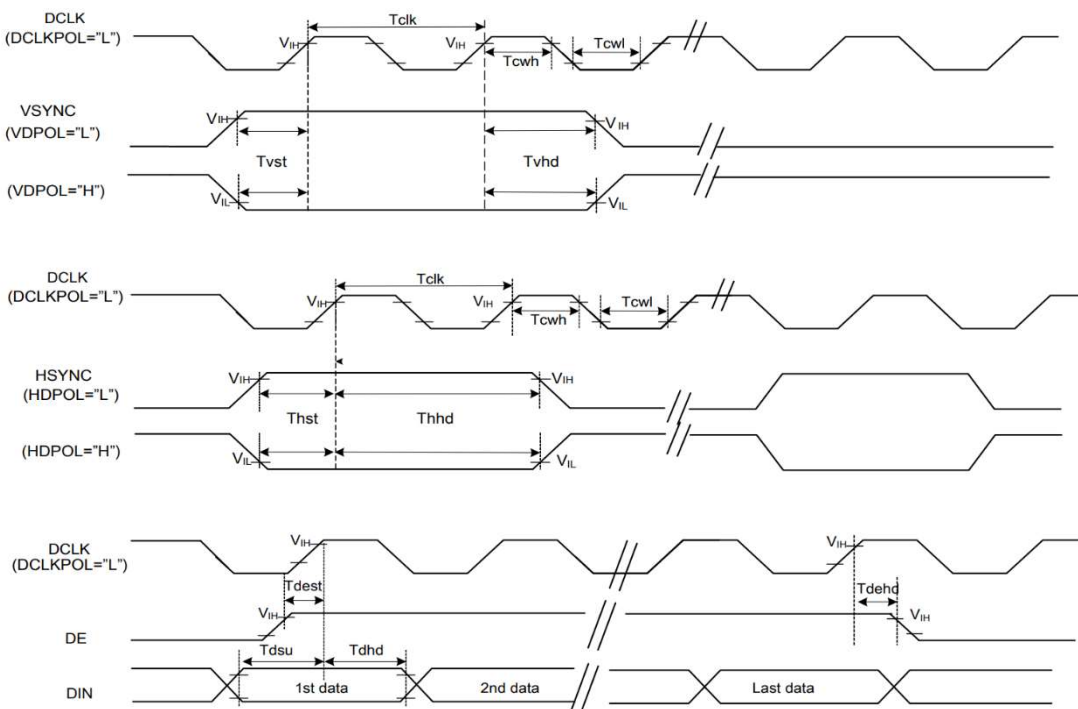 DCLK
(DCLKPOL="L")
Tclk
VIH
VIH
Tcwh
Tcwl
VSYNC
(VDPOL="L")
VIH
VIH
Tvst
Tvhd
(VDPOL="H")
VIL
VIL
DCLK
(DCLKPOL="L")
Tclk
VIH
VIH
Tcwh
Tcwl
HSYNC
(HDPOL="L")
VIH
VIH
Thst
Thhd
(HDPOL="H")
VIL
VIL
DCLK
(DCLKPOL="L")
VIH
VIH
Tdest
Tdehd
DE
VIH
VIH
Tdsu
Tdhd
DIN
1st data
2nd data
Last data